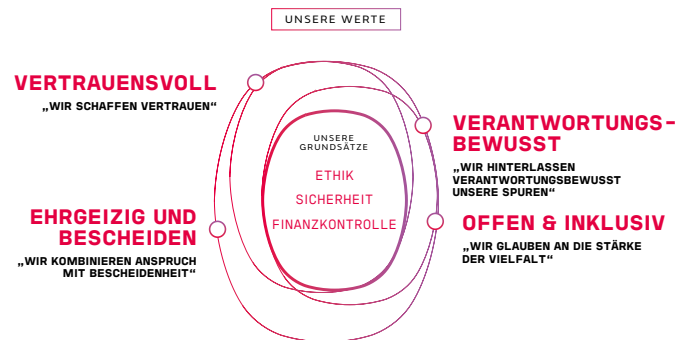 UNSERE WERTE
VERTRAUENSVOLL
„WIR SCHAFFEN VERTRAUEN“
VERANTWORTUNGS-
BEWUSST
„WIR HINTERLASSEN
VERANTWORTUNGSBEWUSST
UNSERE SPUREN“
UNSERE
GRUNDSÄTZE
ETHIK
SICHERHEIT
FINANZKONTROLLE
EHRGEIZIG UND
BESCHEIDEN
„WIR KOMBINIEREN ANSPRUCH
MIT BESCHEIDENHEIT“
OFFEN & INKLUSIV
„WIR GLAUBEN AN DIE STÄRKE
DER VIELFALT“